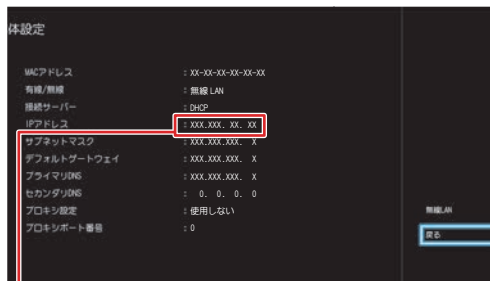 体設定
MACアドレス : XX-XX-XX-XX-XX-XX
有線/無線 : 無線 LAN
接続サーバー : DHCP
IPアドレス : XXX.XXX. XX. XX
サブネットマスク : XXX.XXX.XXX. X
デフォルトゲートウェイ : XXX.XXX.XXX. X
プライマリDNS : XXX.XXX.XXX. X
セカンダリDNS : 0. 0. 0. 0
プロキシ設定 : 使用しない
プロキシポート番号 : 0
無線LAN
戻る